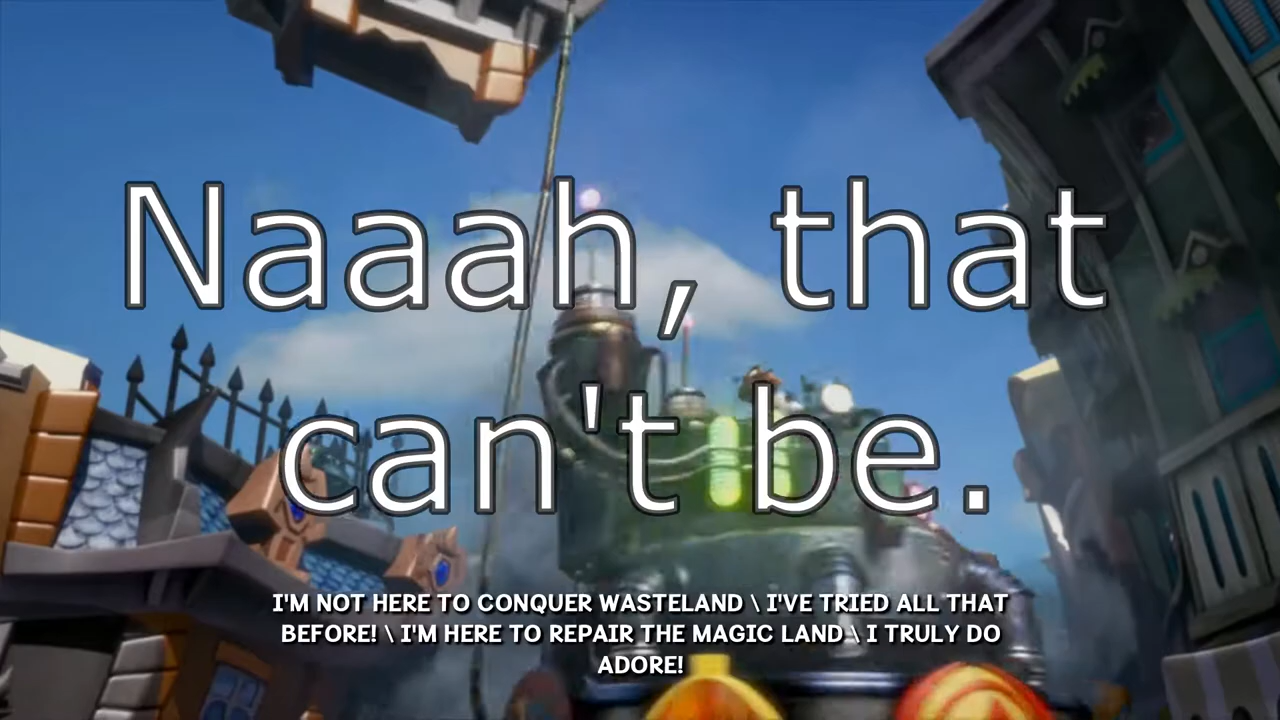 Naaah, that
can't be.
I'M NOT HERE TO CONQUER WASTELAND \ I'VE TRIED ALL THAT
BEFORE! \ I'M HERE TO REPAIR THE MAGIC LAND \ I TRULY DO
ADORE!